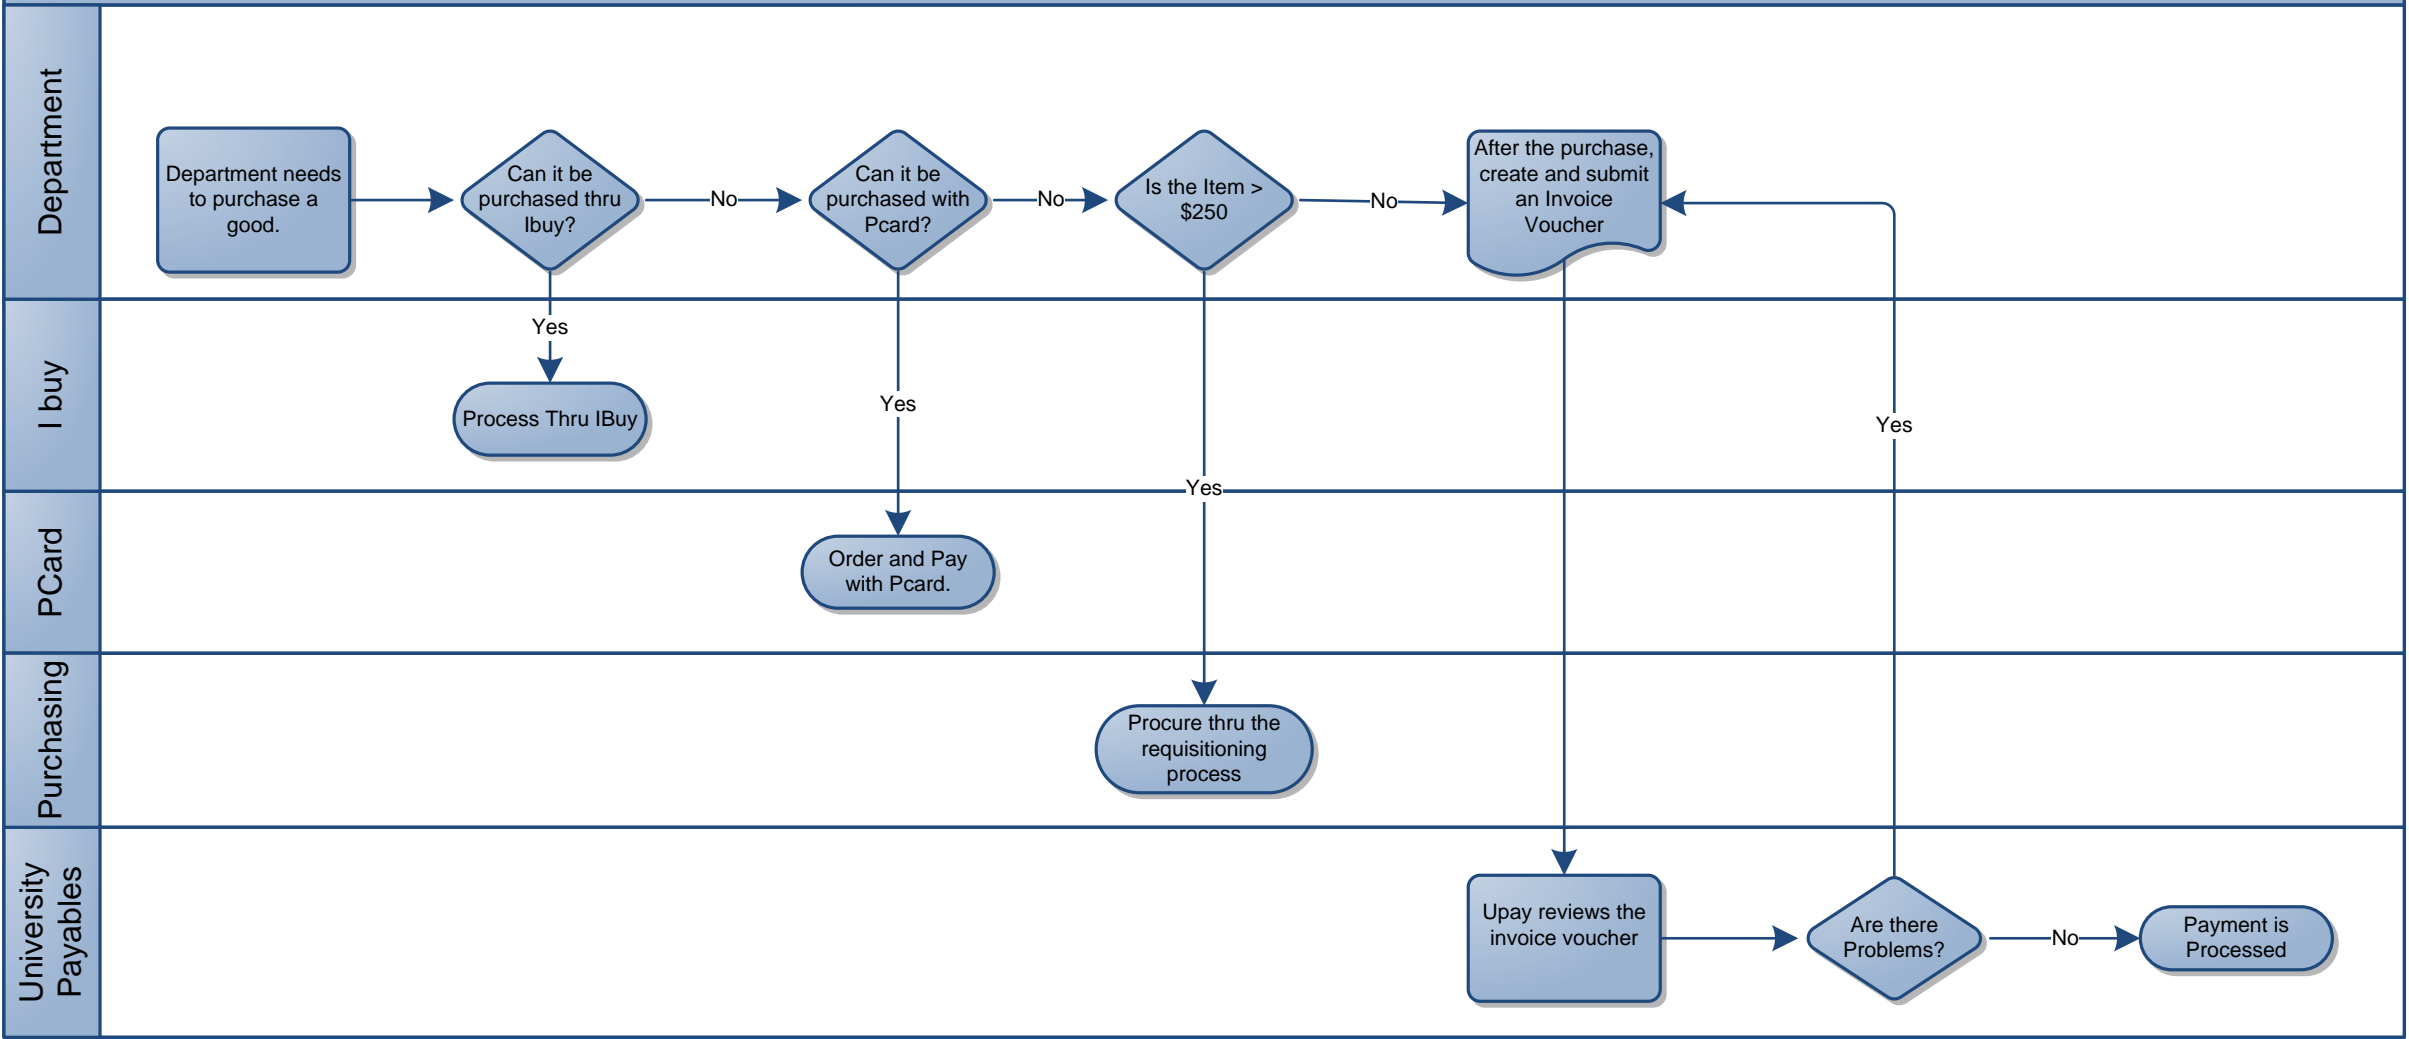 Department
Department needs
to purchase a
good.
Can it be
purchased thru
Ibuy?
No
Can it be
purchased with
Pcard?
No
Is the Item >
$250
No
After the purchase,
create and submit
an Invoice
Voucher
I buy
Yes
Process Thru IBuy
Yes
Yes
Yes
PCard
Order and Pay
with Pcard.
Purchasing
Procure thru the
requisitioning
process
University
Payables
Upay reviews the
invoice voucher
Are there
Problems?
No
Payment is
Processed